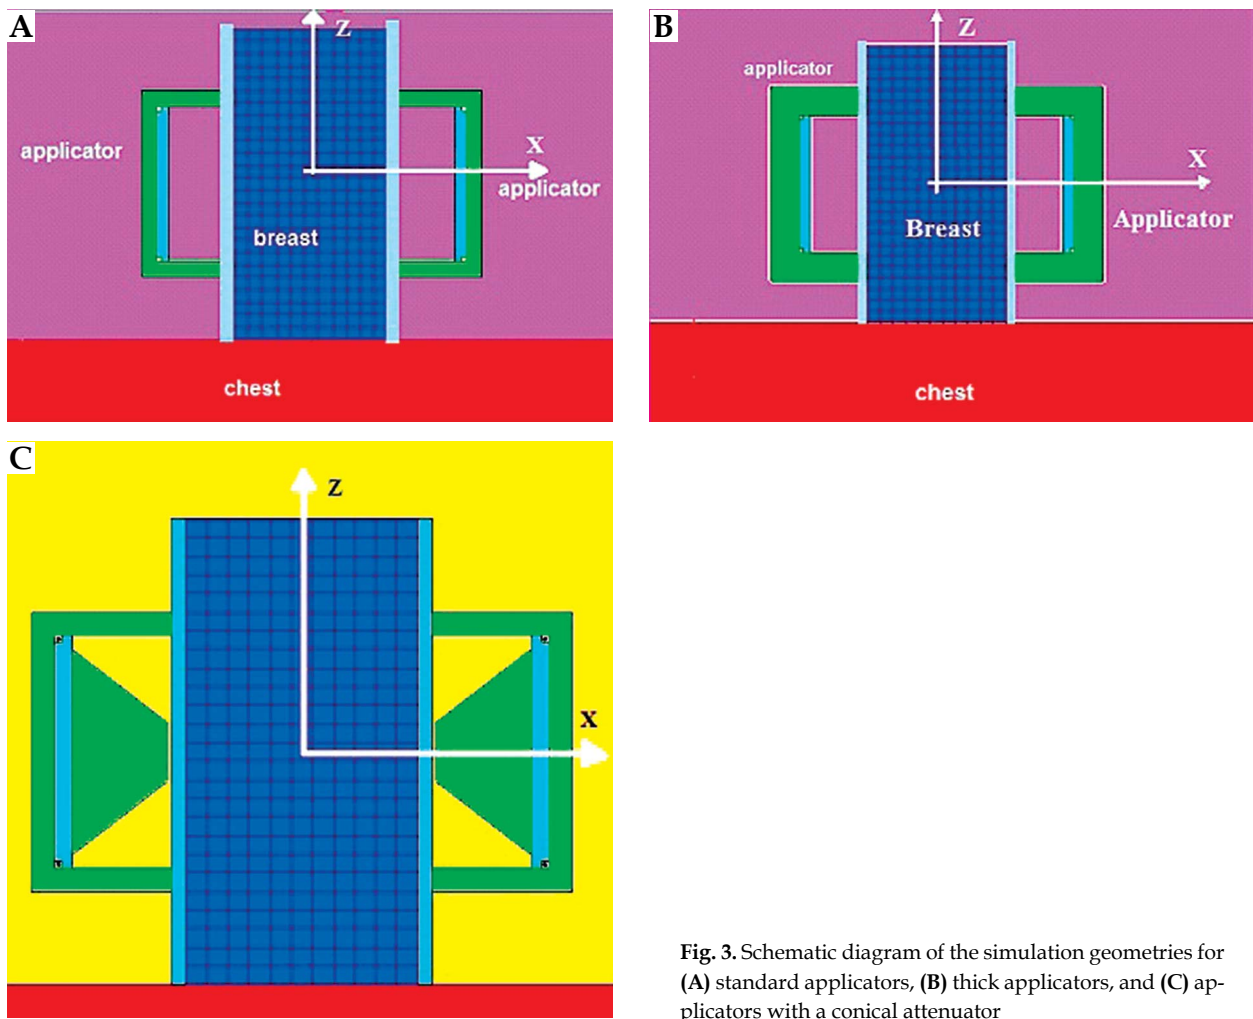 A
Z
applicator
X
applicator
breast
chest
B
Z
applicator
X
Breast
Applicator
chest
C
Z
X
Fig. 3. Schematic diagram of the simulation geometries for
(A) standard applicators, (B) thick applicators, and (C) ap-
plicators with a conical attenuator